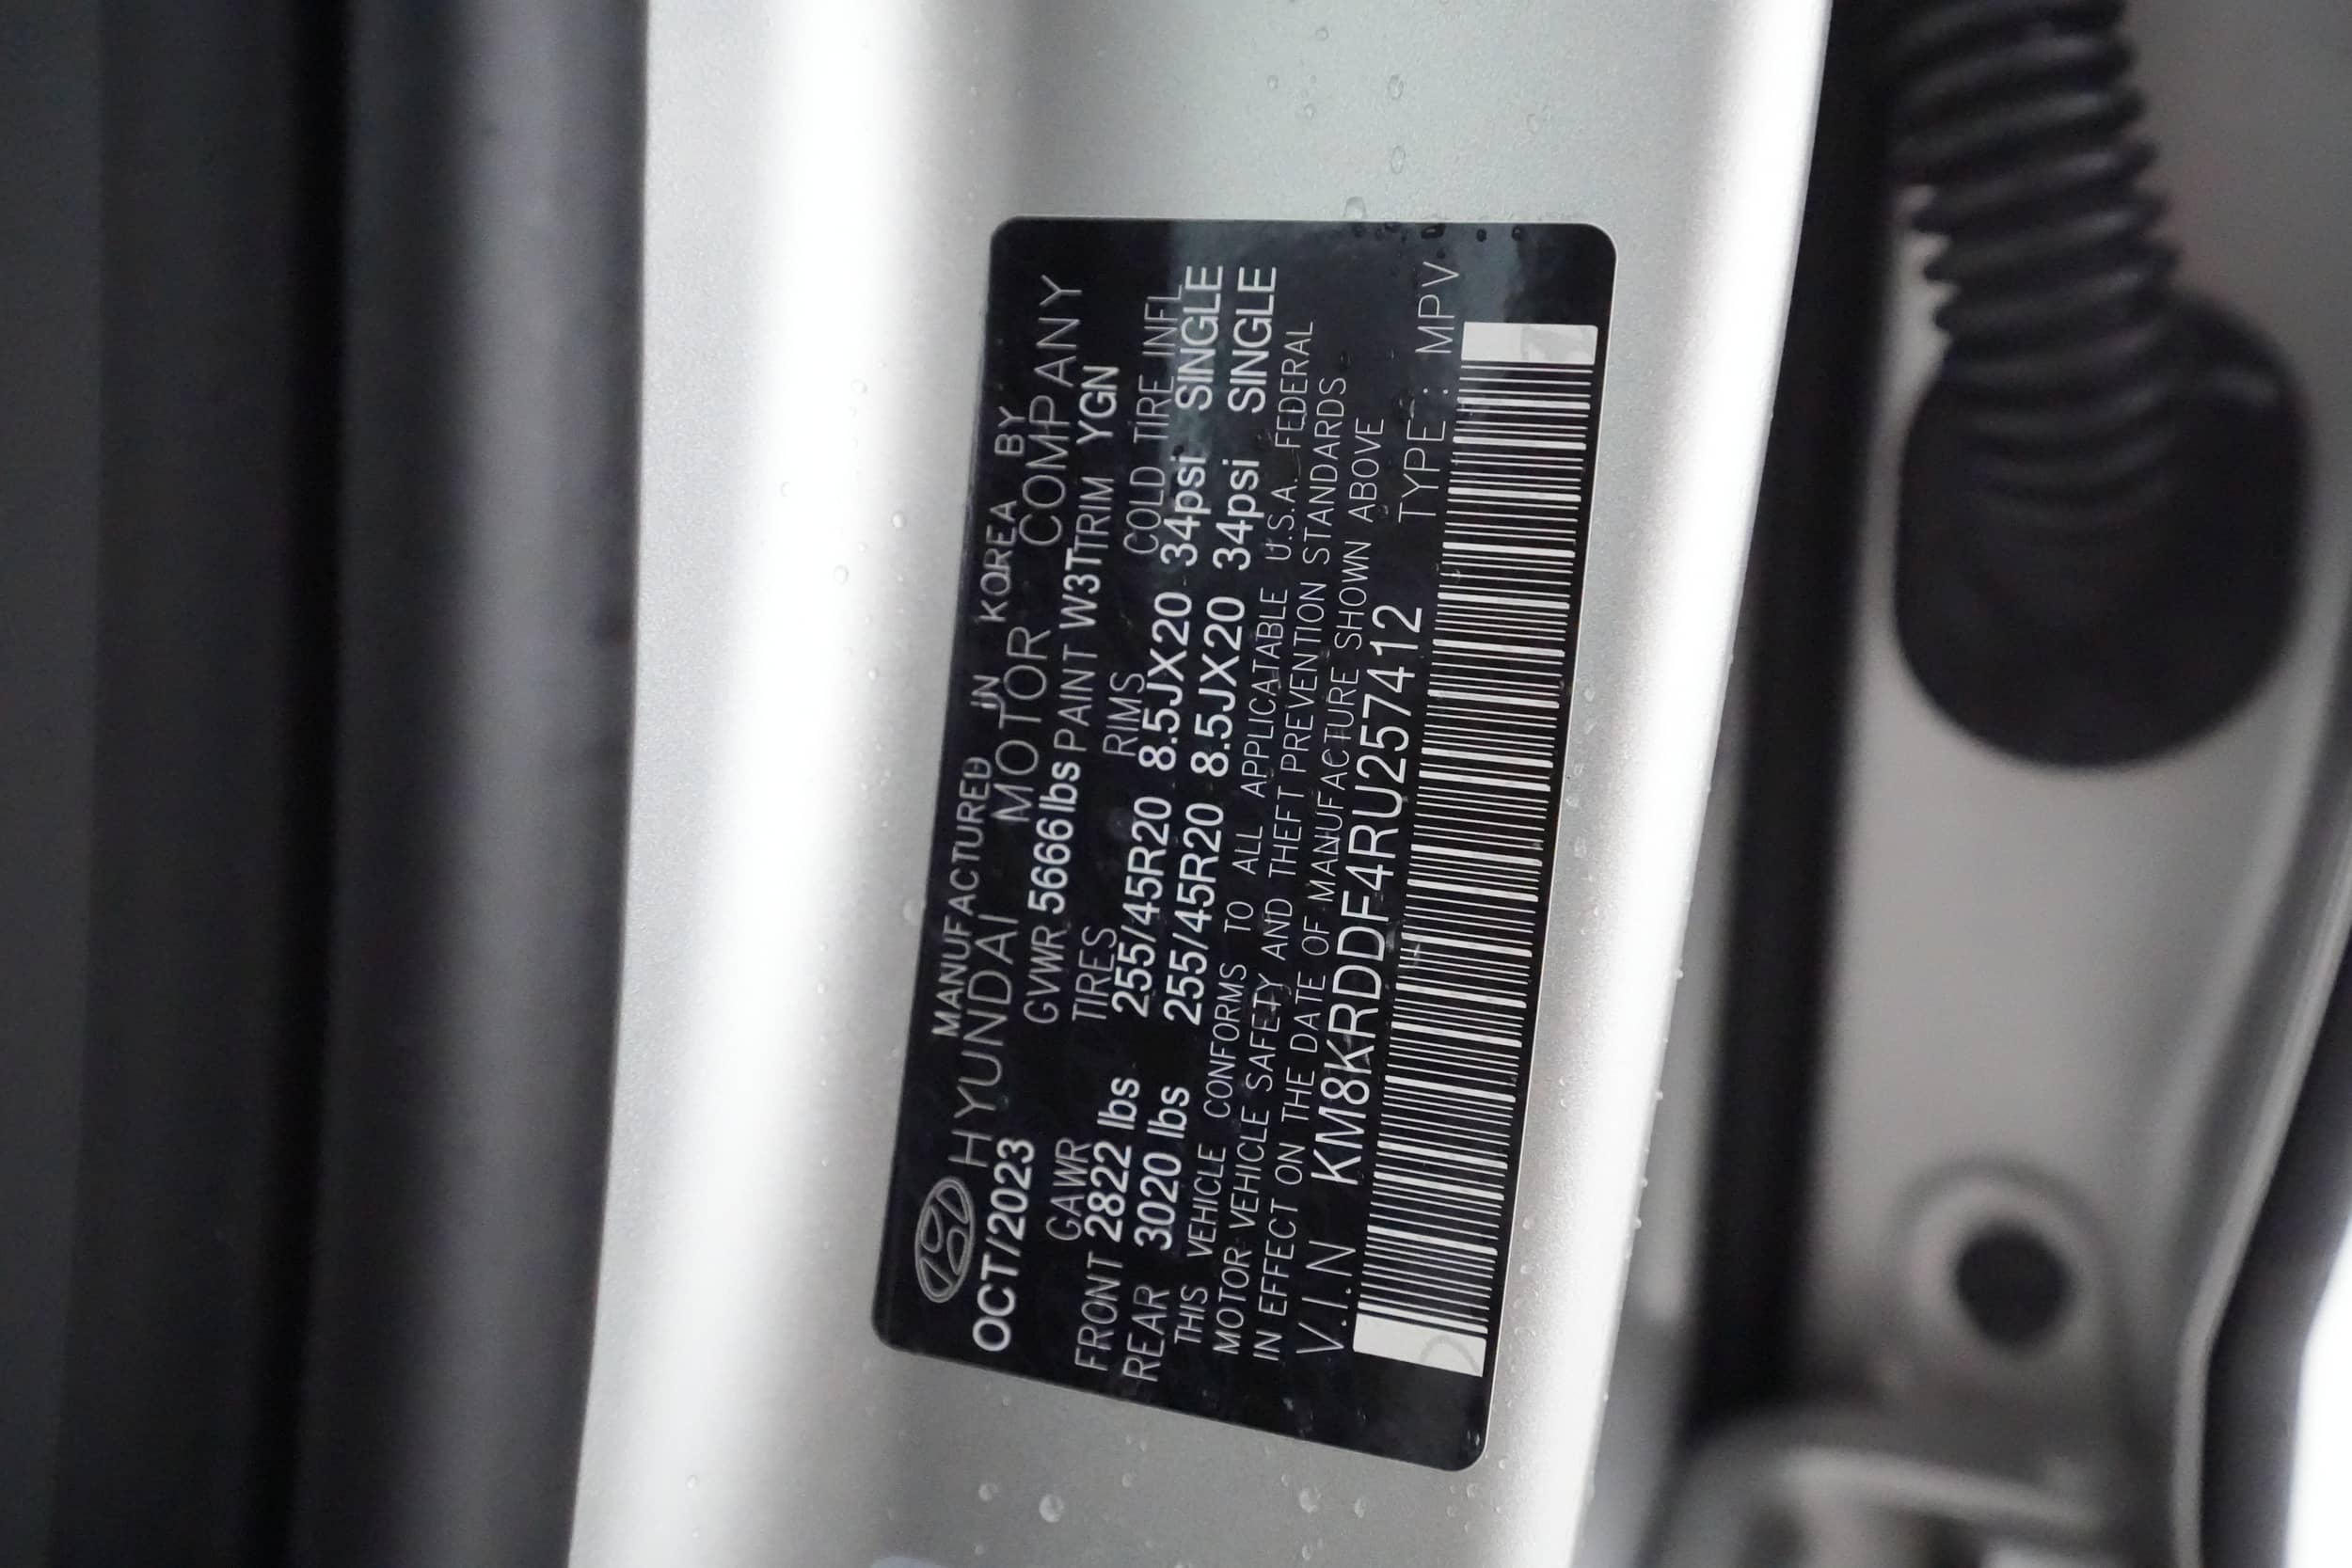 MANUFACTURED IN KOREA BY
HYUNDAI MOTOR COMPANY
OCT/2023 GVWR 5666lbs PAINT W3T TRIM YGN
GAWR TIRES RIMS COLD TIRE INFL
FRONT 2822 lbs 255/45R20 8.5JX20 34psi SINGLE
REAR 3020 lbs 255/45R20 8.5JX20 34psi SINGLE
THIS VEHICLE CONFORMS TO ALL APPLICATABLE U.S.A. FEDERAL
MOTOR VEHICLE SAFETY AND THEFT PREVENTION STANDARDS
IN EFFECT ON THE DATE OF MANUFACTURE SHOWN ABOVE
V.I.N KM8KRDDF4RU257412 TYPE: MPV